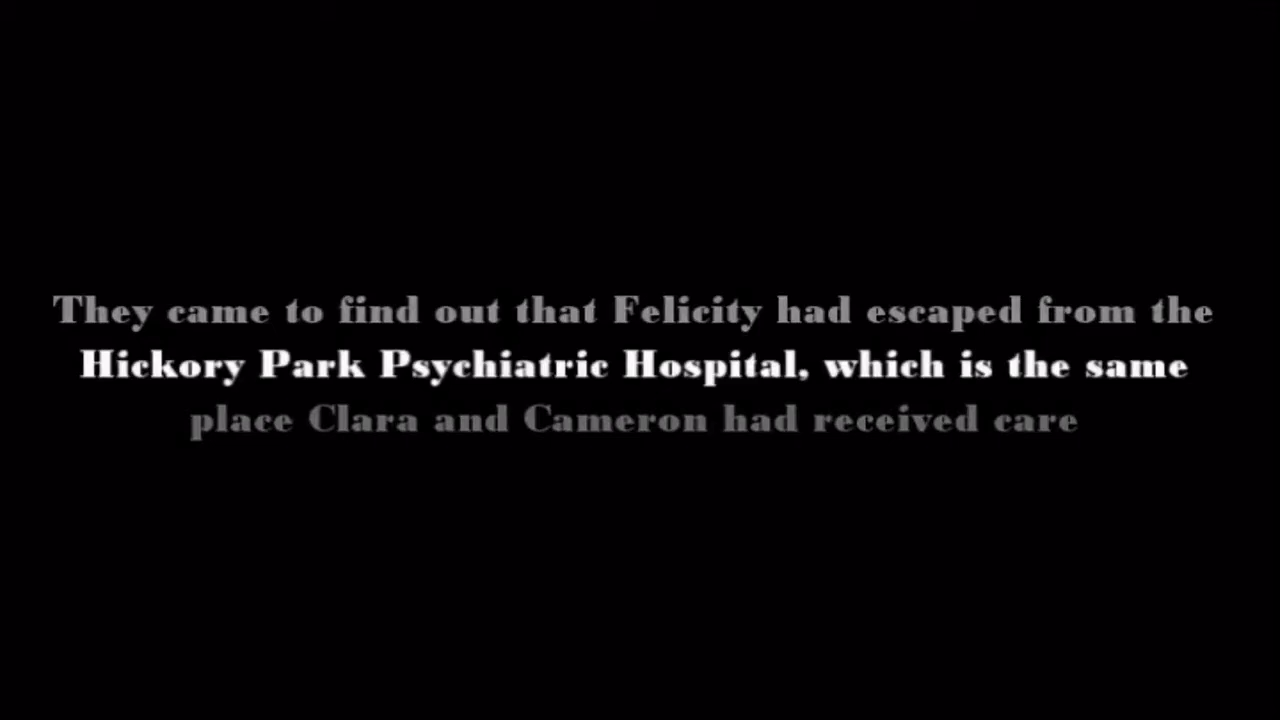 They came to find out that Felicity had escaped from the
Hickory Park Psychiatric Hospital, which is the same
place Clara and Cameron had received care